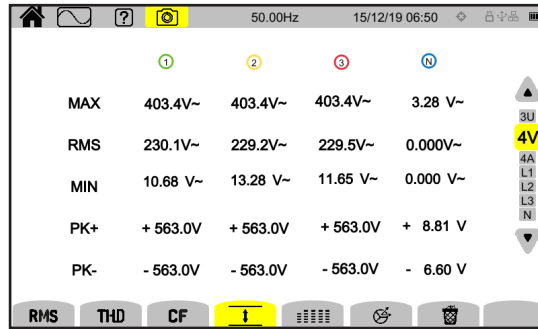 ? 50.00Hz 15/12/19 06:50
1 2 3 N
MAX 403.4V~ 403.4V~ 403.4V~ 3.28 V~
3U
RMS 230.1V~ 229.2V~ 229.5V~ 0.000V~
4V
4A
L1
MIN 10.68 V~ 13.28 V~ 11.65 V~ 0.000 V~
L2
L3
N
PK+ + 563.0V + 563.0V + 563.0V + 8.81 V
PK- - 563.0V - 563.0V - 563.0V - 6.60 V
RMS THD CF